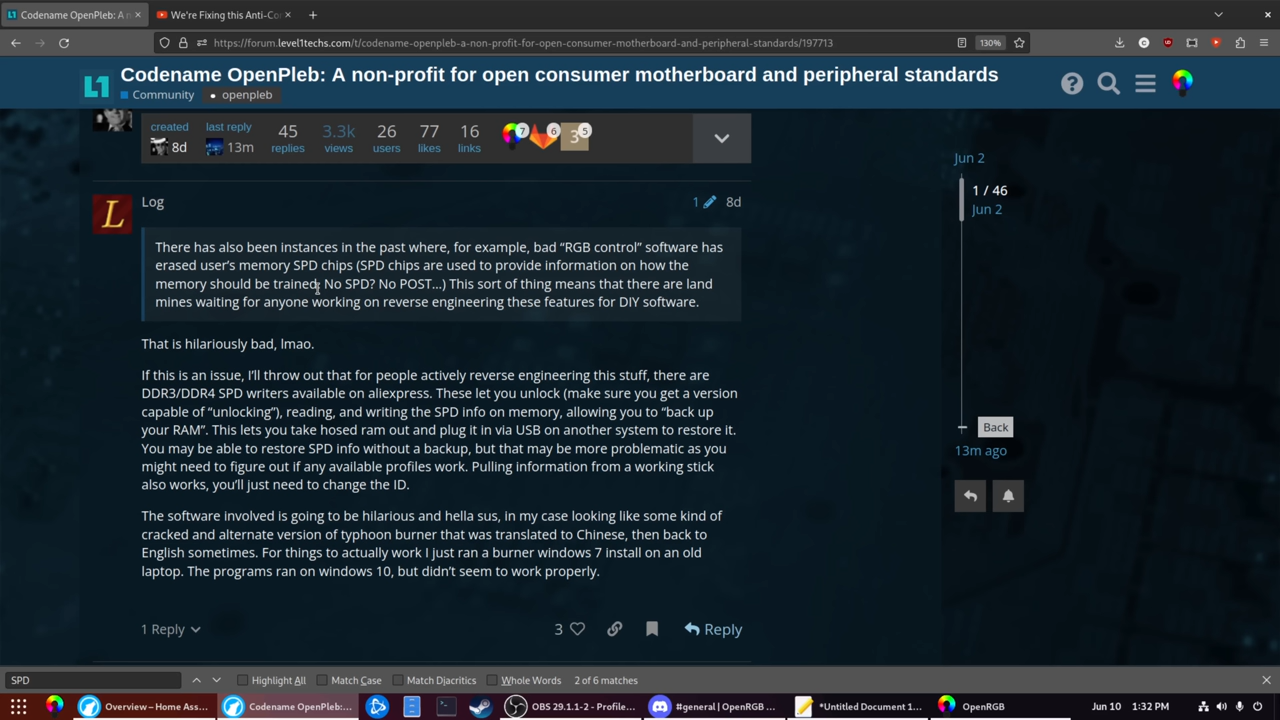 Codename OpenPleb: A n
We're Fixing this Anti-Co
https://forum.level1techs.com/t/codename-openpleb-a-non-profit-for-open-consumer-motherboard-and-peripheral-standards/197713
130%
L1
Codename OpenPleb: A non-profit for open consumer motherboard and peripheral standards
Community
openpleb
created
8d
last reply
13m
45
replies
3.3k
views
26
users
77
likes
16
links
7
6
3
5
Jun 2
1 / 46
Jun 2
Back
13m ago
L
Log
1
8d
There has also been instances in the past where, for example, bad “RGB control” software has
erased user’s memory SPD chips (SPD chips are used to provide information on how the
memory should be trained; No SPD? No POST…) This sort of thing means that there are land
mines waiting for anyone working on reverse engineering these features for DIY software.
That is hilariously bad, lmao.
If this is an issue, I’ll throw out that for people actively reverse engineering this stuff, there are
DDR3/DDR4 SPD writers available on aliexpress. These let you unlock (make sure you get a version
capable of “unlocking”), reading, and writing the SPD info on memory, allowing you to “back up
your RAM”. This lets you take hosed ram out and plug it in via USB on another system to restore it.
You may be able to restore SPD info without a backup, but that may be more problematic as you
might need to figure out if any available profiles work. Pulling information from a working stick
also works, you’ll just need to change the ID.
The software involved is going to be hilarious and hella sus, in my case looking like some kind of
cracked and alternate version of typhoon burner that was translated to Chinese, then back to
English sometimes. For things to actually work I just ran a burner windows 7 install on an old
laptop. The programs ran on windows 10, but didn’t seem to work properly.
1 Reply
3
Reply
SPD
Highlight All
Match Case
Match Diacritics
Whole Words
2 of 6 matches
Overview – Home Ass...
Codename OpenPleb:...
OBS 29.1.1-2 - Profile...
#general | OpenRGB ...
*Untitled Document 1...
OpenRGB
Jun 10
1:32 PM